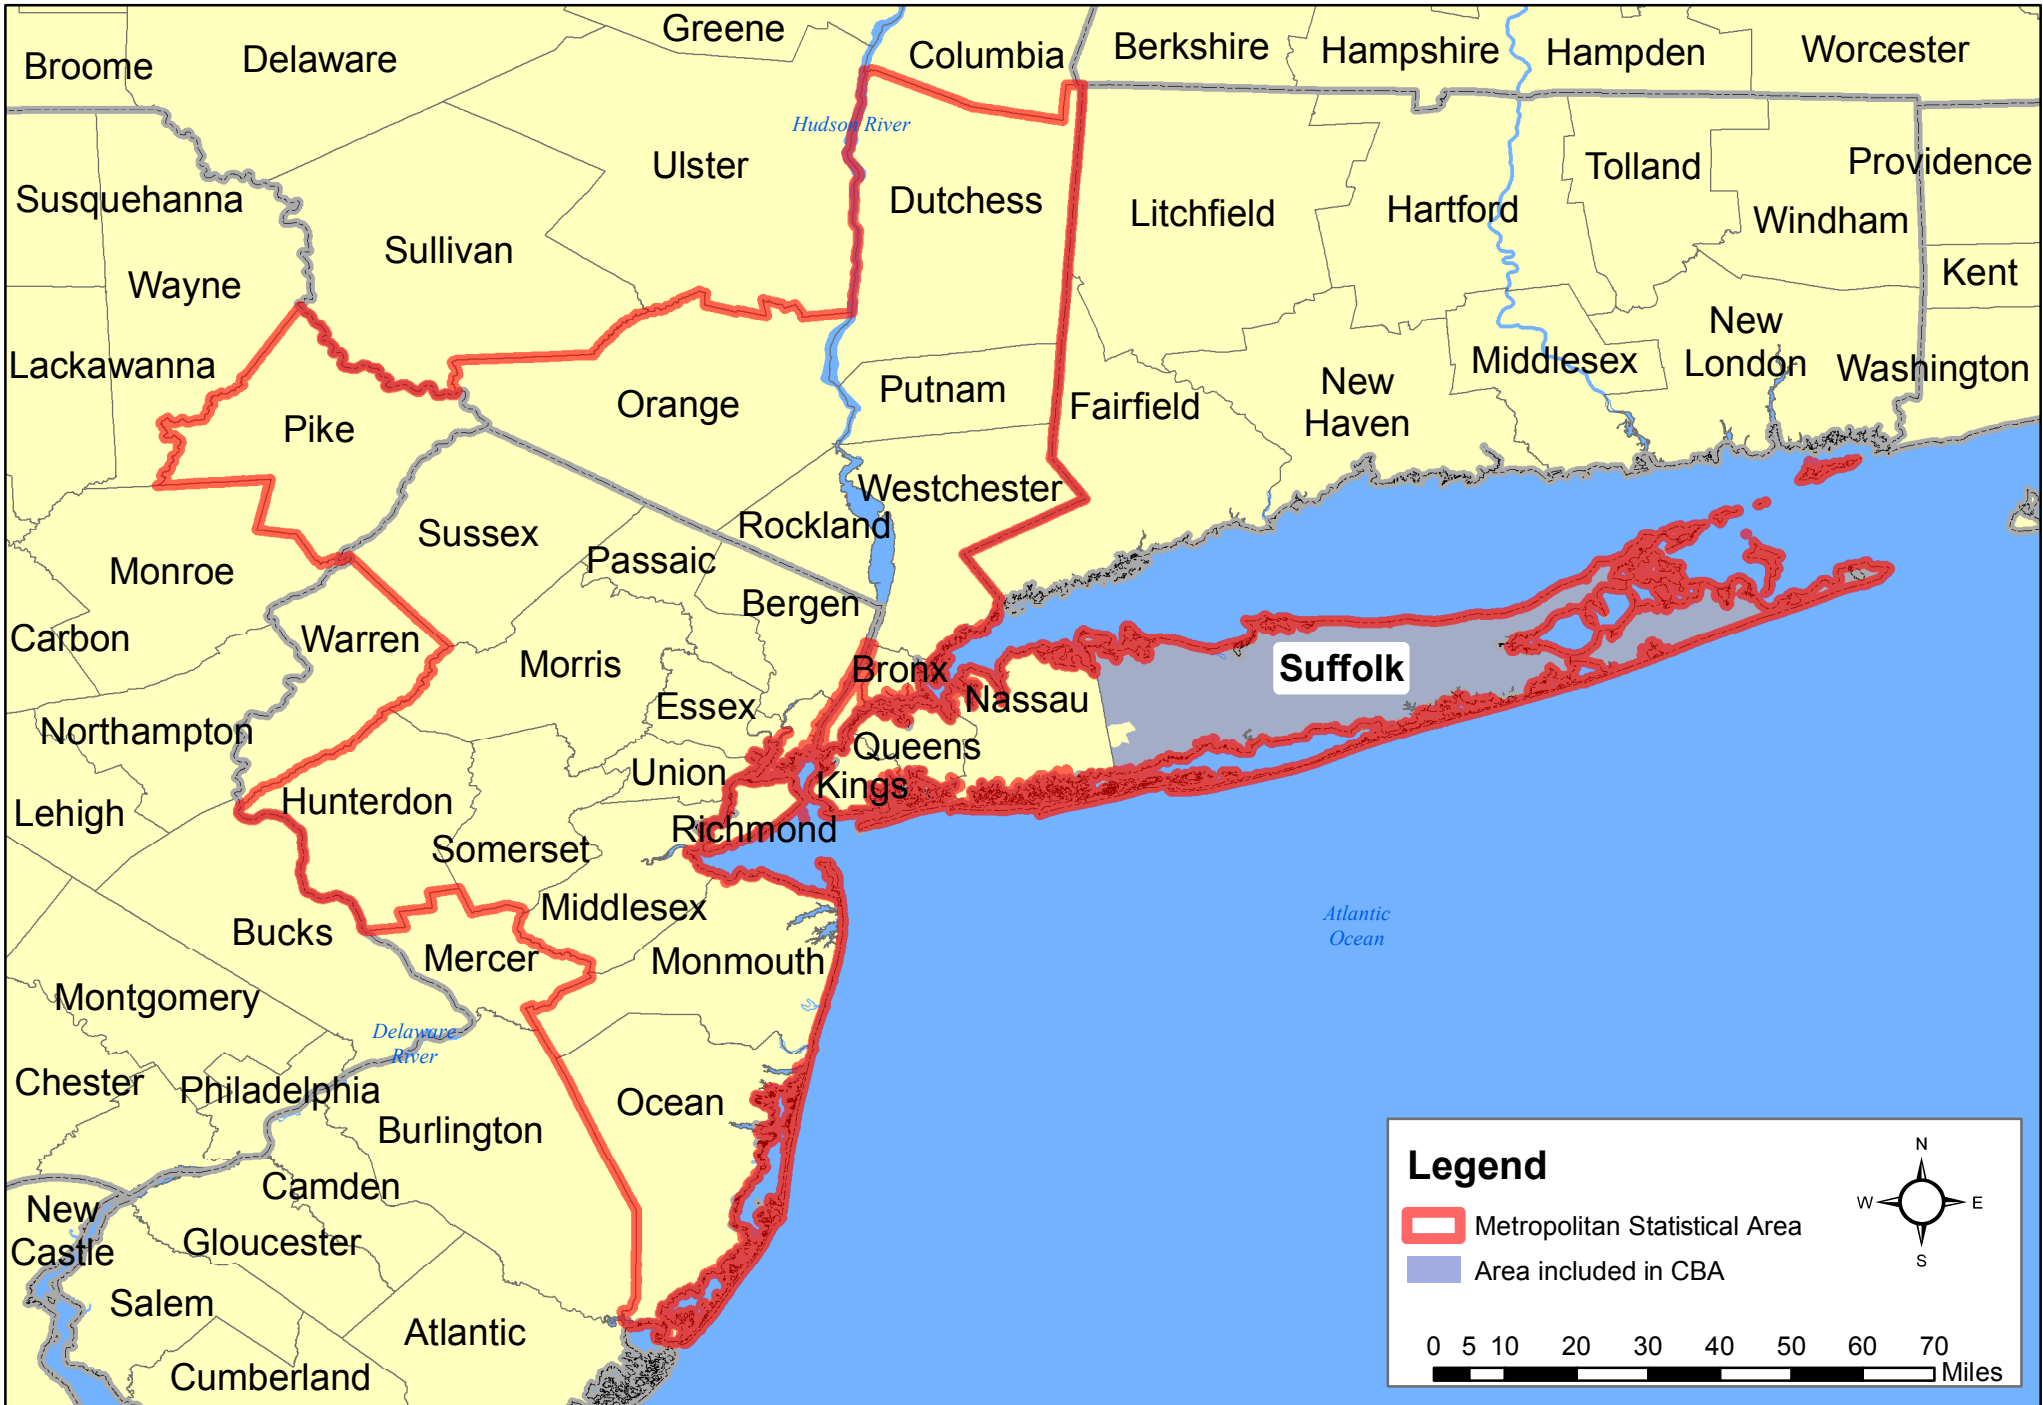 Greene
Columbia
Berkshire
Hampshire
Hampden
Worcester
Broome
Delaware
Hudson River
Ulster
Dutchess
Litchfield
Hartford
Tolland
Providence
Windham
Susquehanna
Sullivan
Wayne
Kent
New
London
Lackawanna
Pike
Orange
Putnam
Fairfield
New
Haven
Middlesex
Washington
Westchester
Rockland
Sussex
Passaic
Monroe
Bergen
Carbon
Warren
Morris
Bronx
Suffolk
Essex
Nassau
Northampton
Queens
Union
Kings
Lehigh
Hunterdon
Richmond
Somerset
Middlesex
Bucks
Mercer
Monmouth
Atlantic
Ocean
Montgomery
Delaware
River
Chester
Philadelphia
Ocean
Burlington
Camden
New
Castle
Gloucester
Salem
Atlantic
Cumberland
Legend
Metropolitan Statistical Area
Area included in CBA
N
W
E
S
0 5 10 20 30 40 50 60 70
Miles